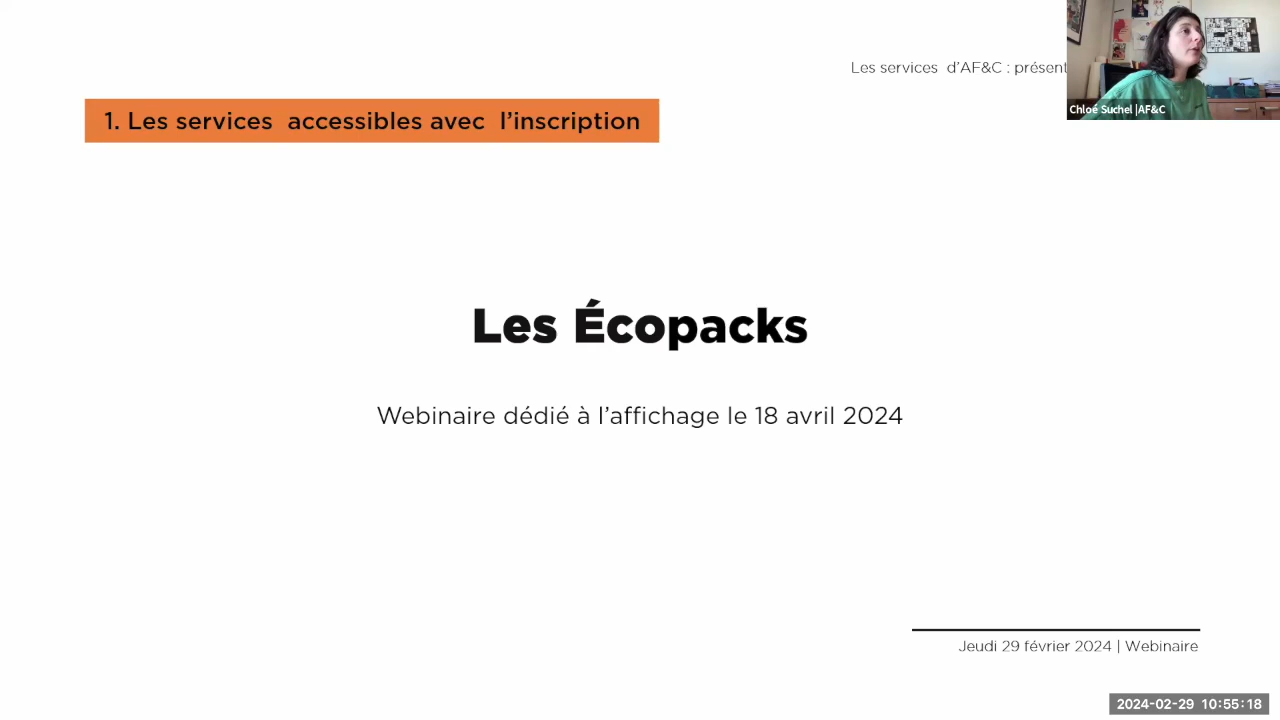 Les services d'AF&C : présent
Chloé Suchel | AF&C
1. Les services accessibles avec l'inscription
Les Écopacks
Webinaire dédié à l'affichage le 18 avril 2024
Jeudi 29 février 2024 | Webinaire
2024-02-29 10:55:18